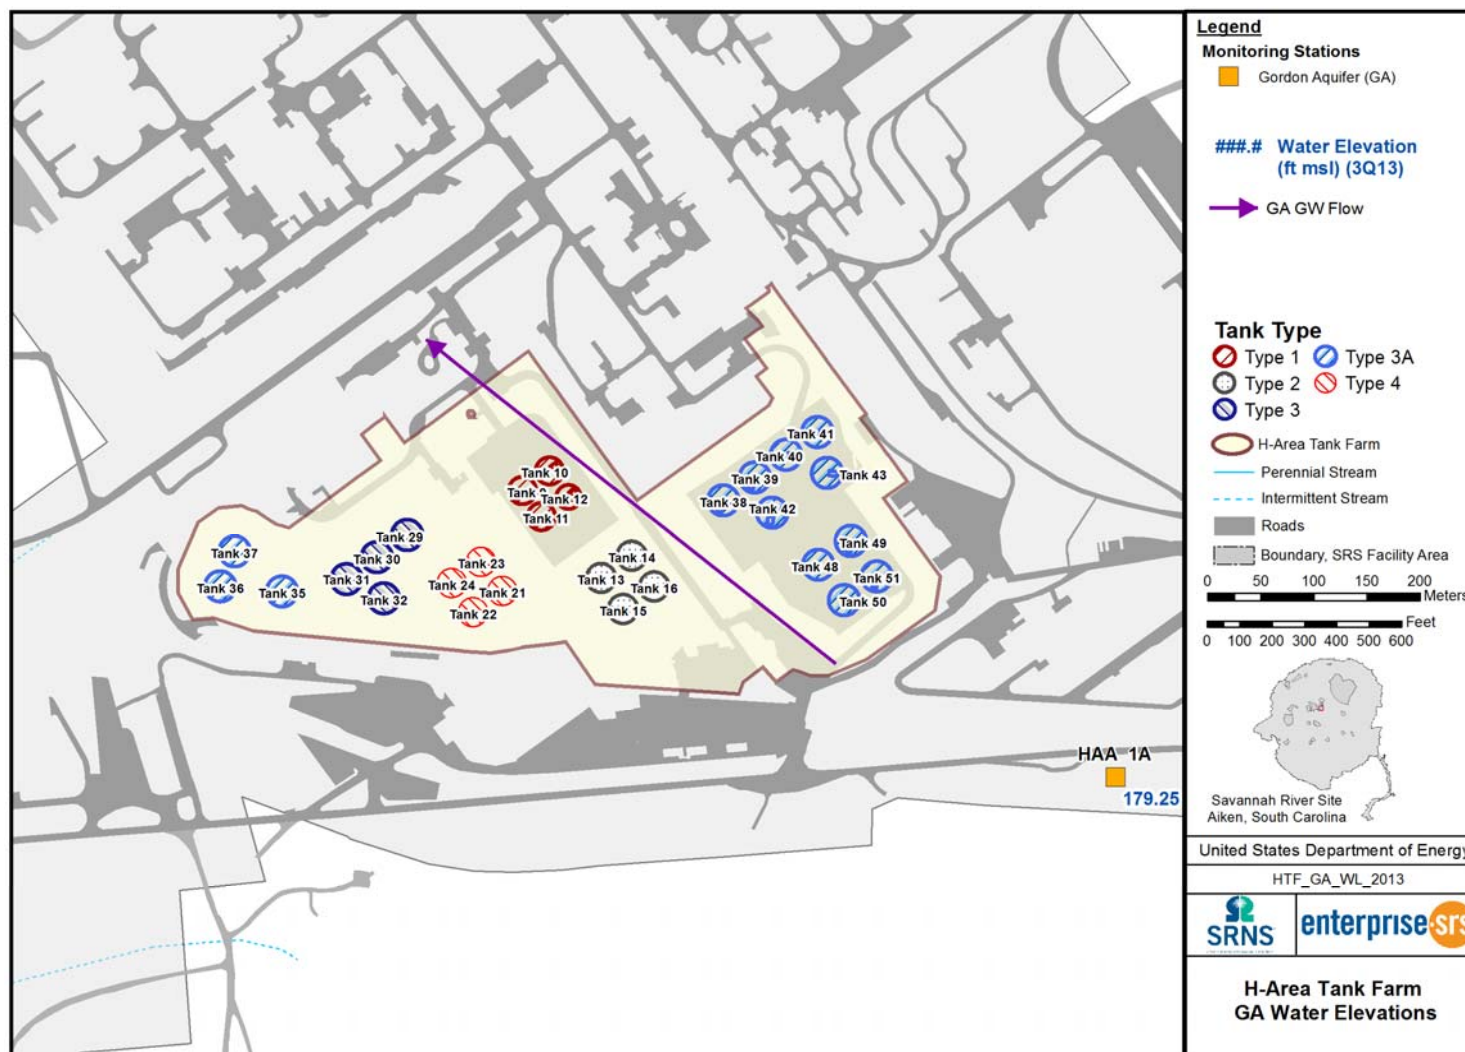 Tank 41
Tank 40
Tank 43
Tank 39
Tank 38
Tank 42
Tank 10
Tank 9
Tank 12
Tank 11
Tank 49
Tank 48
Tank 51
Tank 50
Tank 29
Tank 30
Tank 31
Tank 32
Tank 37
Tank 36
Tank 35
Tank 23
Tank 24
Tank 21
Tank 22
Tank 14
Tank 13
Tank 16
Tank 15
HAA 1A
179.25
Legend
Monitoring Stations
Gordon Aquifer (GA)
###.# Water Elevation
(ft msl) (3Q13)
GA GW Flow
Tank Type
Type 1 Type 3A
Type 2 Type 4
Type 3
H-Area Tank Farm
Perennial Stream
Intermittent Stream
Roads
Boundary, SRS Facility Area
0 50 100 150 200
Meters
Feet
0 100 200 300 400 500 600
Savannah River Site
Aiken, South Carolina
United States Department of Energy
HTF_GA_WL_2013
SRNS
enterprise·srs
H-Area Tank Farm
GA Water Elevations